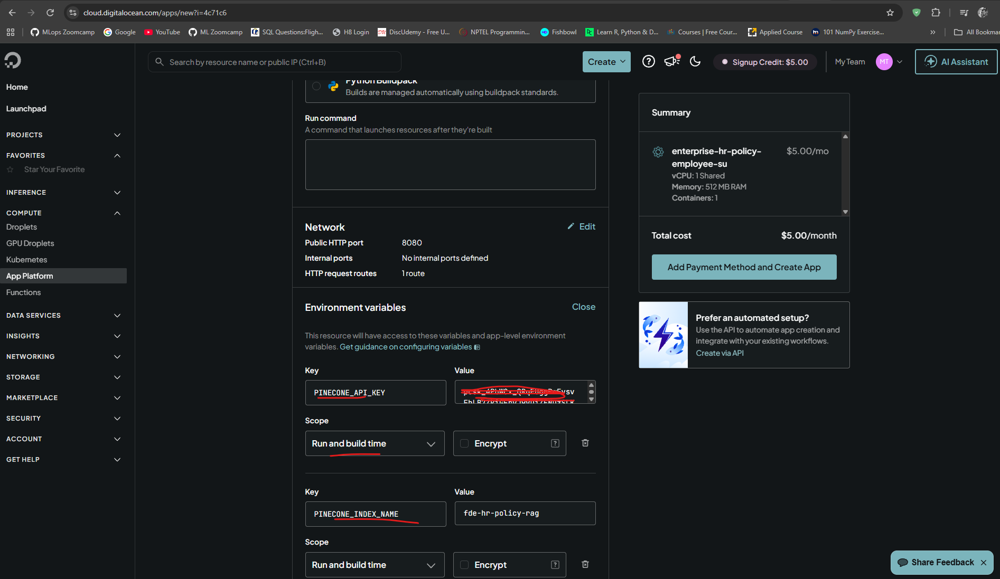 cloud.digitalocean.com/apps/new?i=4c71c6
MLops Zoomcamp
Google
YouTube
ML Zoomcamp
SQL Questions:Fligh...
H8 Login
DiscUdemy - Free U...
NPTEL Programmin...
Fishbowl
Learn R, Python & D...
Courses | Free Cour...
Applied Course
101 NumPy Exercise...
»
All Bookmar
Search by resource name or public IP (Ctrl+B)
Create
Signup Credit: $5.00
My Team
MT
AI Assistant
Home
Launchpad
PROJECTS
FAVORITES
Star Your Favorite
INFERENCE
COMPUTE
Droplets
GPU Droplets
Kubernetes
App Platform
Functions
DATA SERVICES
INSIGHTS
NETWORKING
STORAGE
MARKETPLACE
SECURITY
ACCOUNT
GET HELP
Python Buildpack
Builds are managed automatically using buildpack standards.
Run command
A command that launches resources after they're built
Network
Edit
Public HTTP port 8080
Internal ports No internal ports defined
HTTP request routes 1 route
Environment variables
Close
This resource will have access to these variables and app-level environment
variables. Get guidance on configuring variables
Key
Value
PINECONE_API_KEY
Scope
Run and build time
Encrypt
?
Key
Value
PINECONE_INDEX_NAME
fde-hr-policy-rag
Scope
Run and build time
Encrypt
?
Summary
enterprise-hr-policy-
employee-su
$5.00/mo
vCPU: 1 Shared
Memory: 512 MB RAM
Containers: 1
Total cost
$5.00/month
Add Payment Method and Create App
Prefer an automated setup?
Use the API to automate app creation and
integrate with your existing workflows.
Create via API
Share Feedback